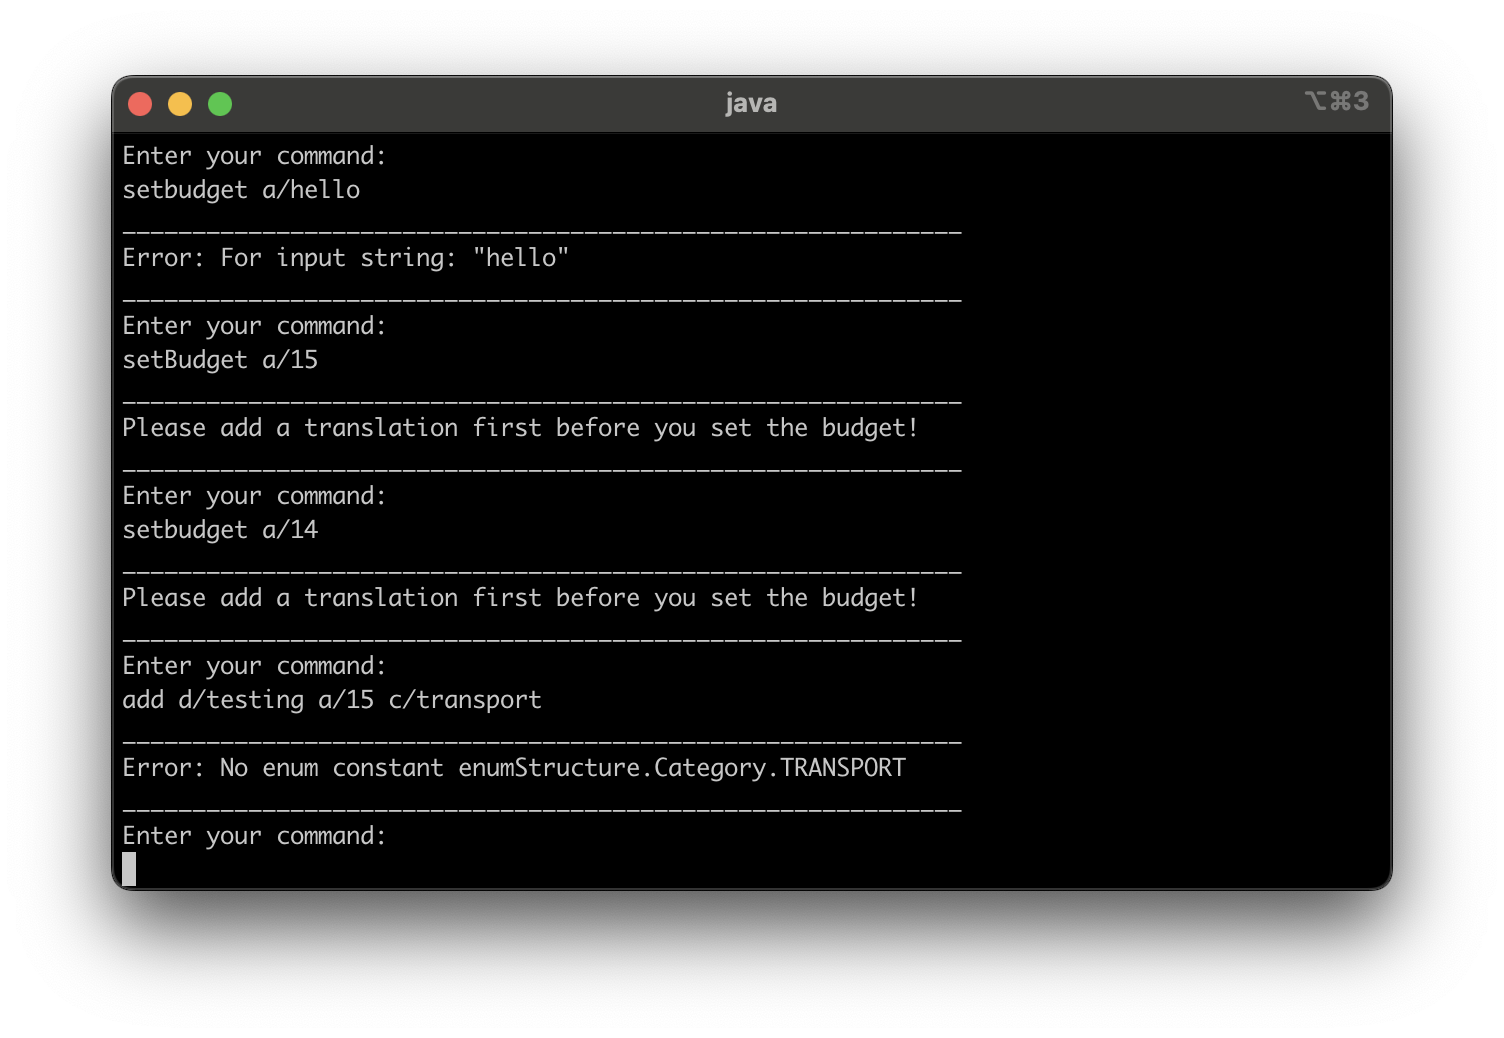 java
⌥⌘3
Enter your command:
setbudget a/hello
____________________________________________________________
Error: For input string: "hello"
____________________________________________________________
Enter your command:
setBudget a/15
____________________________________________________________
Please add a translation first before you set the budget!
____________________________________________________________
Enter your command:
setbudget a/14
____________________________________________________________
Please add a translation first before you set the budget!
____________________________________________________________
Enter your command:
add d/testing a/15 c/transport
____________________________________________________________
Error: No enum constant enumStructure.Category.TRANSPORT
____________________________________________________________
Enter your command: